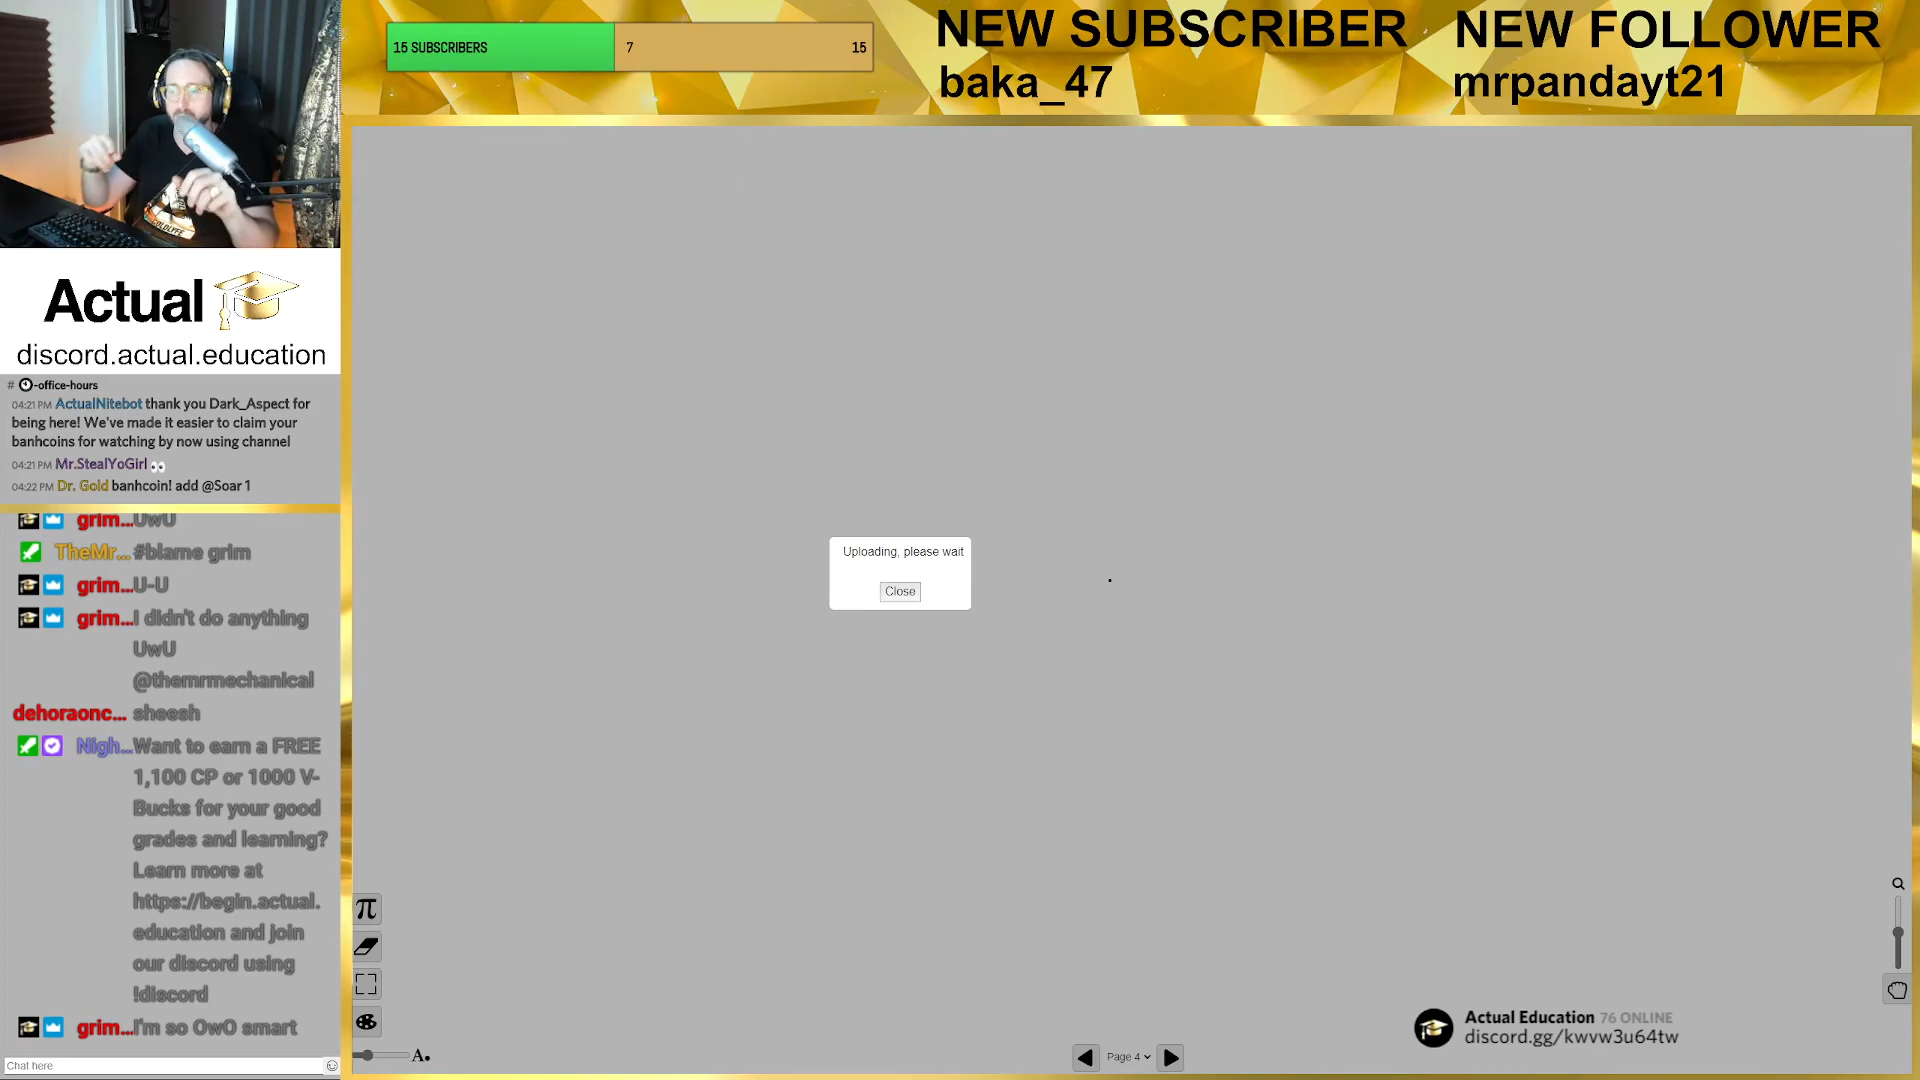 15 SUBSCRIBERS
7
15
NEW SUBSCRIBER
baka_47
NEW FOLLOWER
mrpandayt21
Actual
discord.actual.education
# -office-hours
04:21 PM ActualNitebot thank you Dark_Aspect for
being here! We've made it easier to claim your
banhcoins for watching by now using channel
04:21 PM Mr.StealYoGirl 👀
04:22 PM Dr. Gold banhcoin! add @Soar 1
grim... UwU
TheMr... #blame grim
grim... U-U
grim... I didn't do anything
UwU
@themrmechanical
dehoraonc... sheesh
Nigh... Want to earn a FREE
1,100 CP or 1000 V-
Bucks for your good
grades and learning?
Learn more at
https://begin.actual.
education and join
our discord using
!discord
grim... I'm so OwO smart
Chat here
Uploading, please wait
Close
π
A.
Page 4
Actual Education 76 ONLINE
discord.gg/kwvw3u64tw